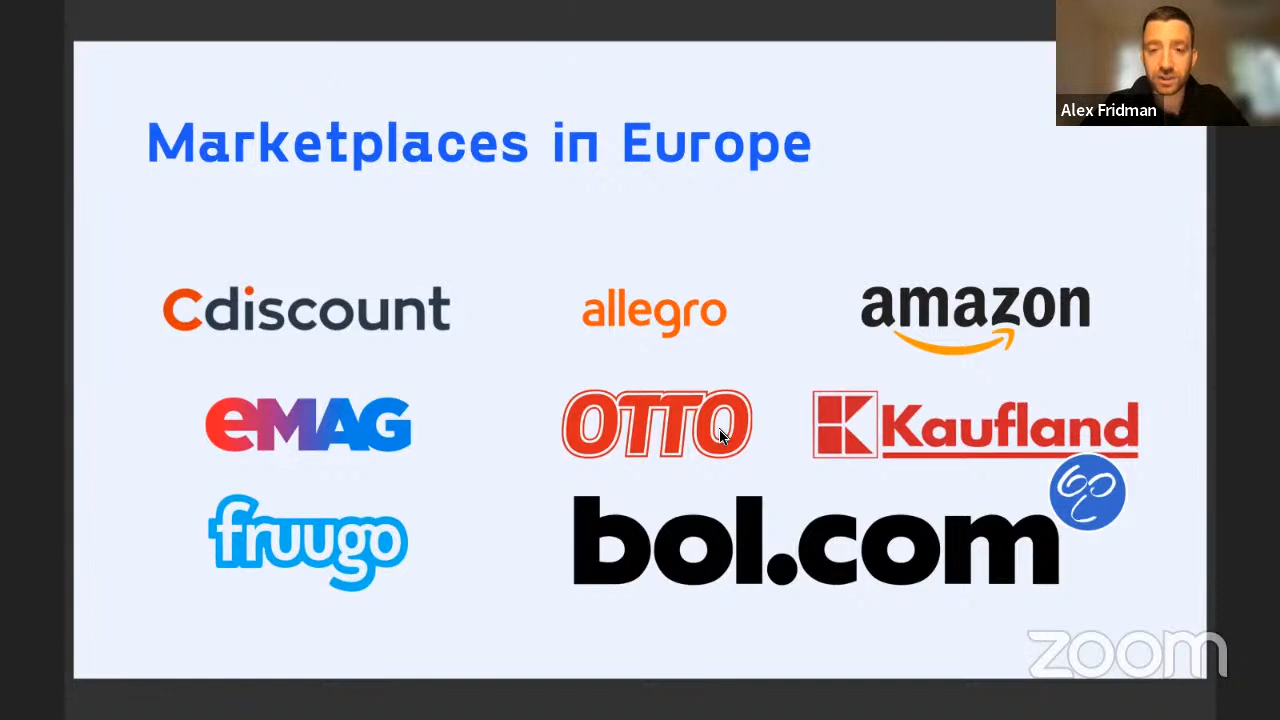 Alex Fridman
Marketplaces in Europe
Cdiscount
allegro
amazon
eMAG
OTTO
Kaufland
fruugo
bol.com
zoom